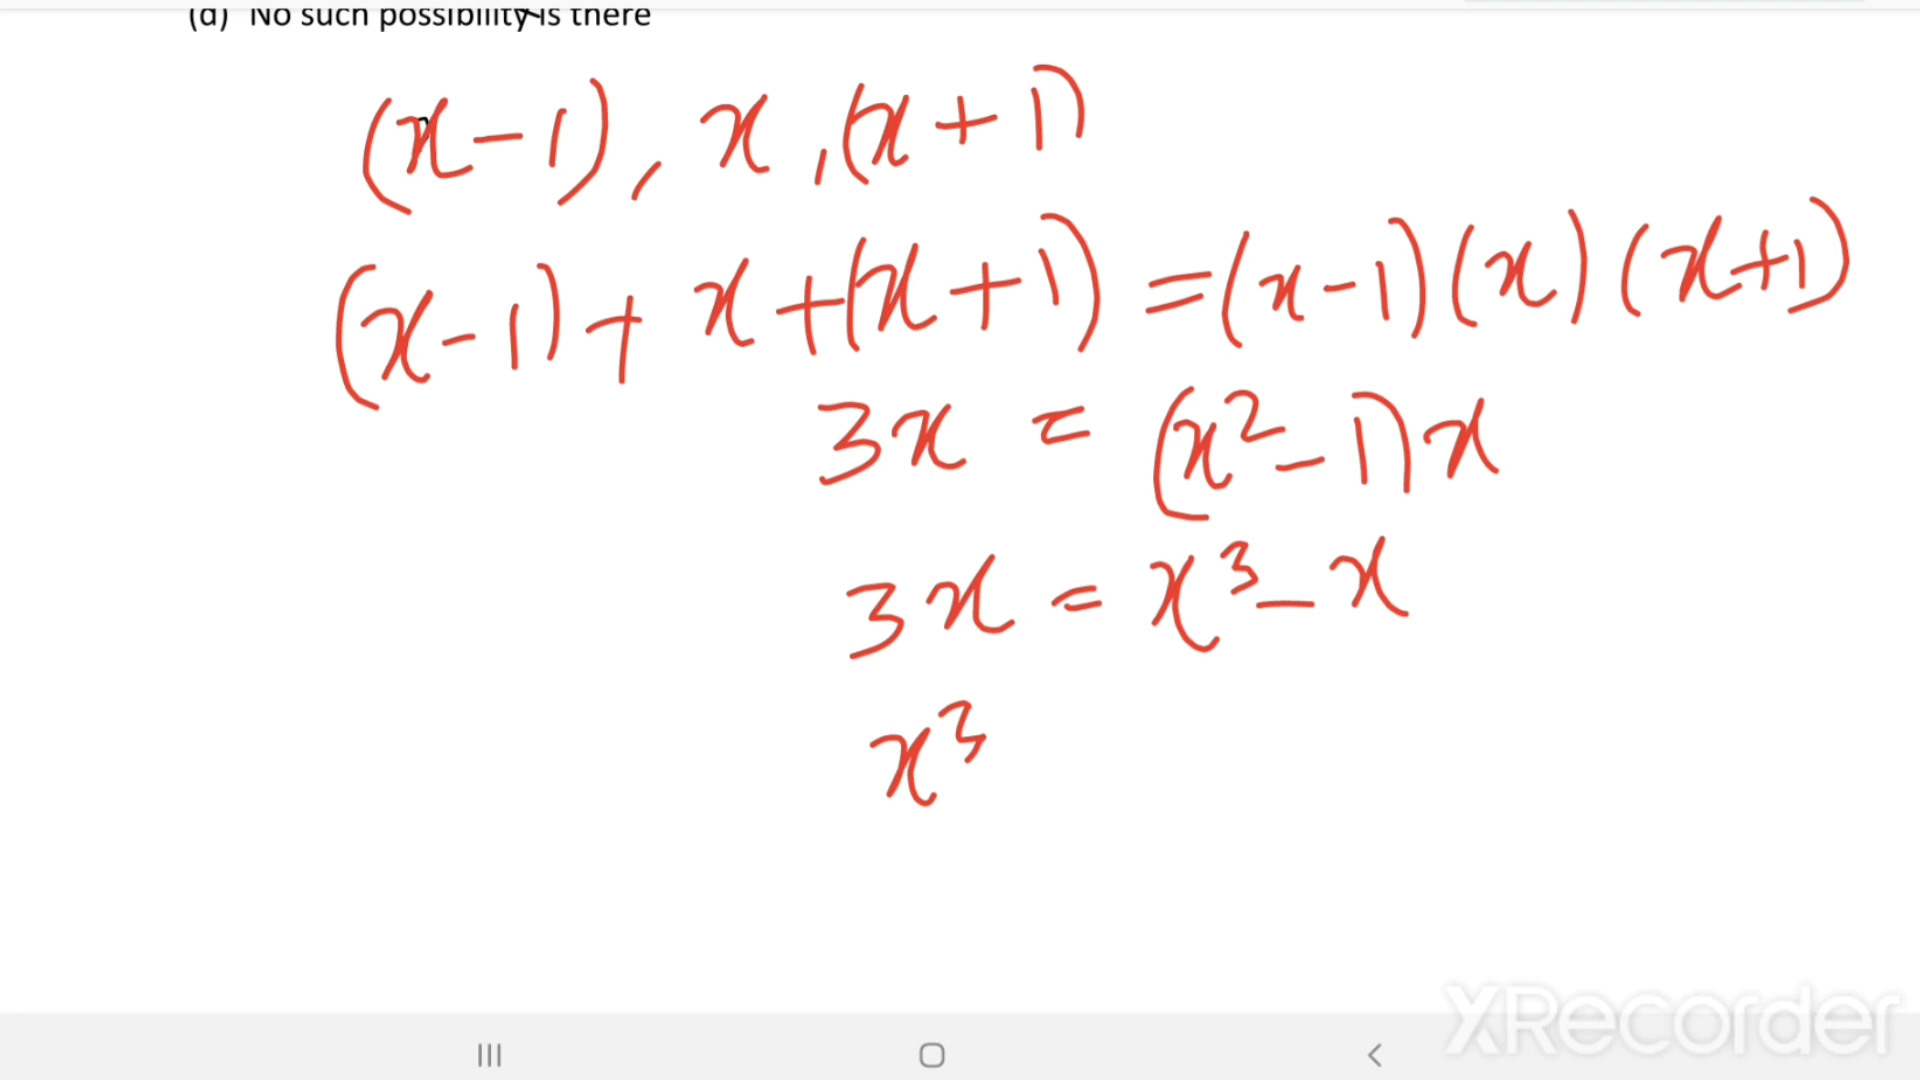 (d) No such possibility is there
(x-1), x, (x+1)
(x-1) + x + (x+1) = (x-1)(x)(x+1)
3x = (x²-1)x
3x = x³-x
x³
XRecorder